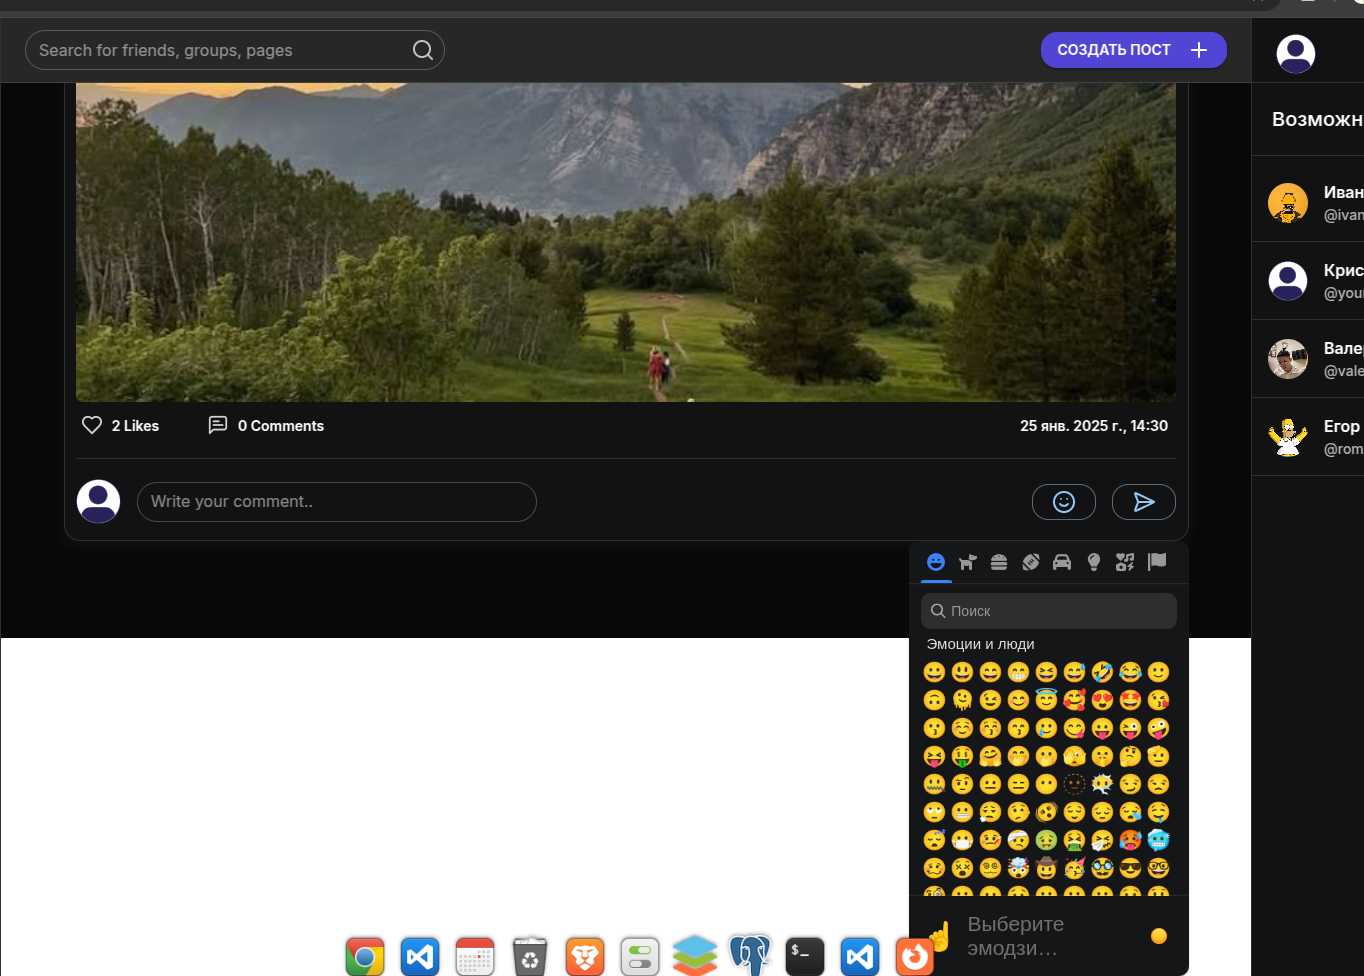 Search for friends, groups, pages
СОЗДАТЬ ПОСТ
Возможн
Иван
@ivan
Крис
@your
Вале
@vale
Егор
@rom
2 Likes
0 Comments
25 янв. 2025 г., 14:30
Write your comment..
Поиск
Эмоции и люди
Выберите
эмодзи…